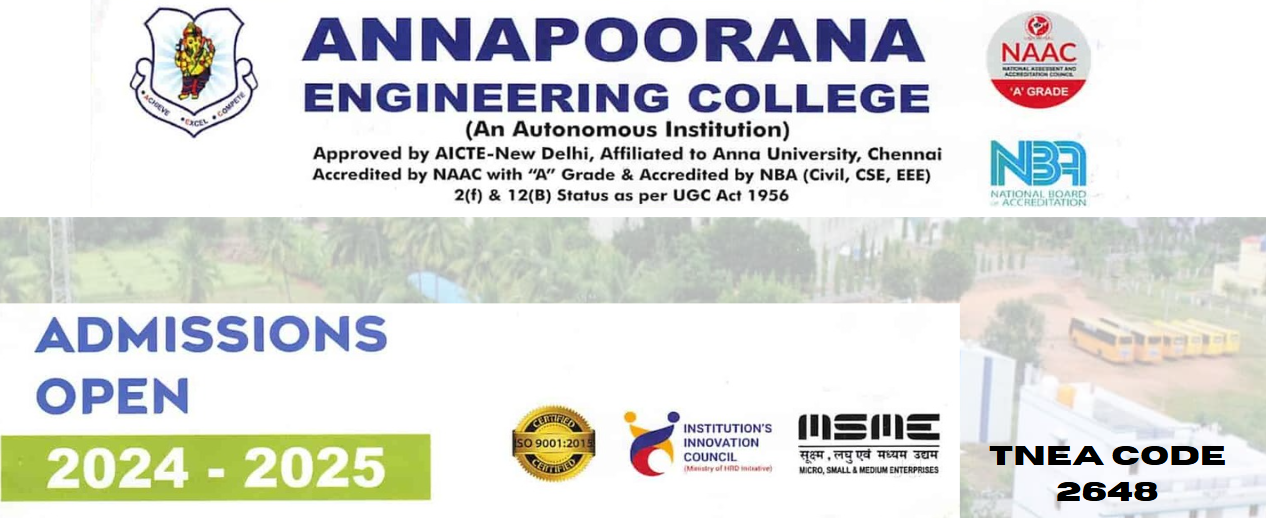 ANNAPOORANA
ENGINEERING COLLEGE
(An Autonomous Institution)
Approved by AICTE-New Delhi, Affiliated to Anna University, Chennai
Accredited by NAAC with “A” Grade & Accredited by NBA (Civil, CSE, EEE)
2(f) & 12(B) Status as per UGC Act 1956
ACHIEVE • EXCEL • COMPETE
NAAC
NATIONAL ASSESSMENT AND
ACCREDITATION COUNCIL
‘A’ GRADE
NBA
NATIONAL BOARD
OF ACCREDITATION
ADMISSIONS
OPEN
2024 - 2025
CERTIFIED
ISO 9001:2015
CERTIFIED
INSTITUTION'S
INNOVATION
COUNCIL
(Ministry of HRD Initiative)
MSME
सूक्ष्म, लघु एवं मध्यम उद्यम
MICRO, SMALL & MEDIUM ENTERPRISES
TNEA CODE
2648